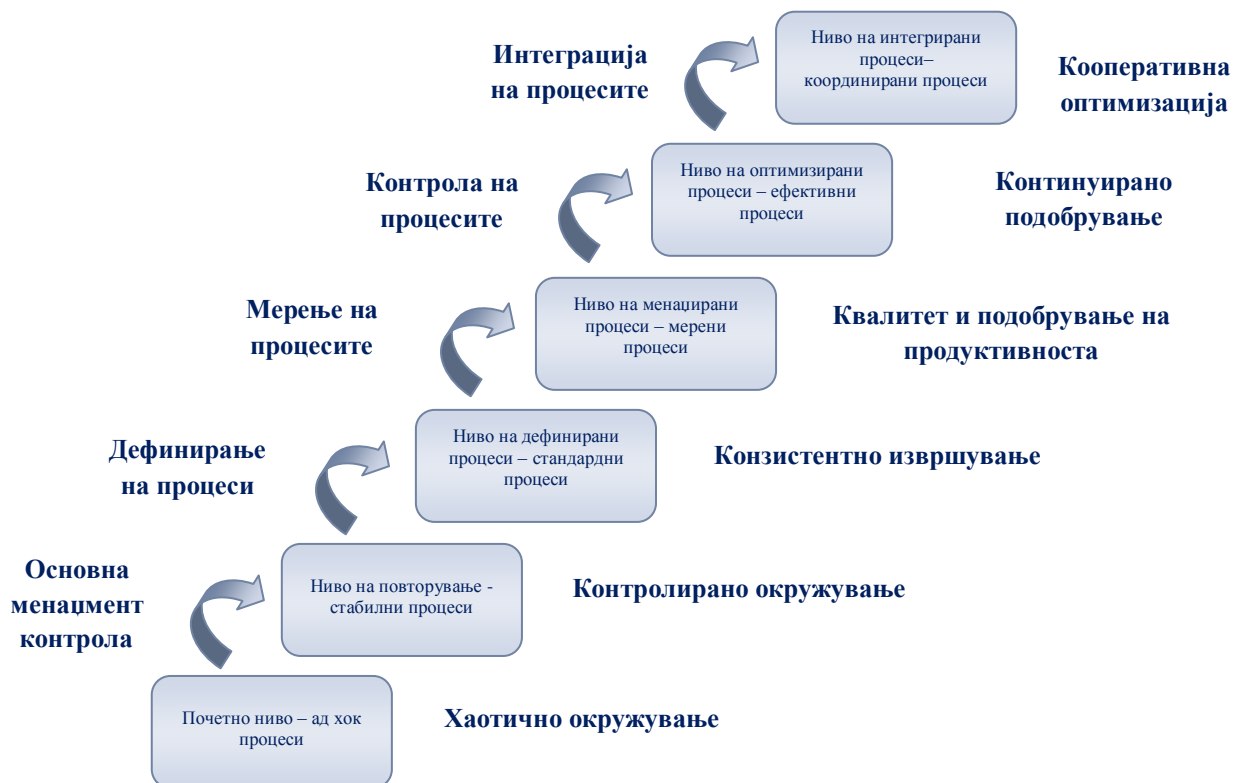 Интеграција
на процесите
Ниво на интегрирани
процеси–
координирани процеси
Кооперативна
оптимизација
Контрола на
процесите
Ниво на оптимизирани
процеси – ефективни
процеси
Континуирано
подобрување
Мерење на
процесите
Ниво на менаџирани
процеси – мерени
процеси
Квалитет и подобрување на
продуктивноста
Дефинирање
на процеси
Ниво на дефинирани
процеси – стандардни
процеси
Конзистентно извршување
Основна
менаџмент
контрола
Ниво на повторување -
стабилни процеси
Контролирано окружување
Почетно ниво – ад хок
процеси
Хаотично окружување